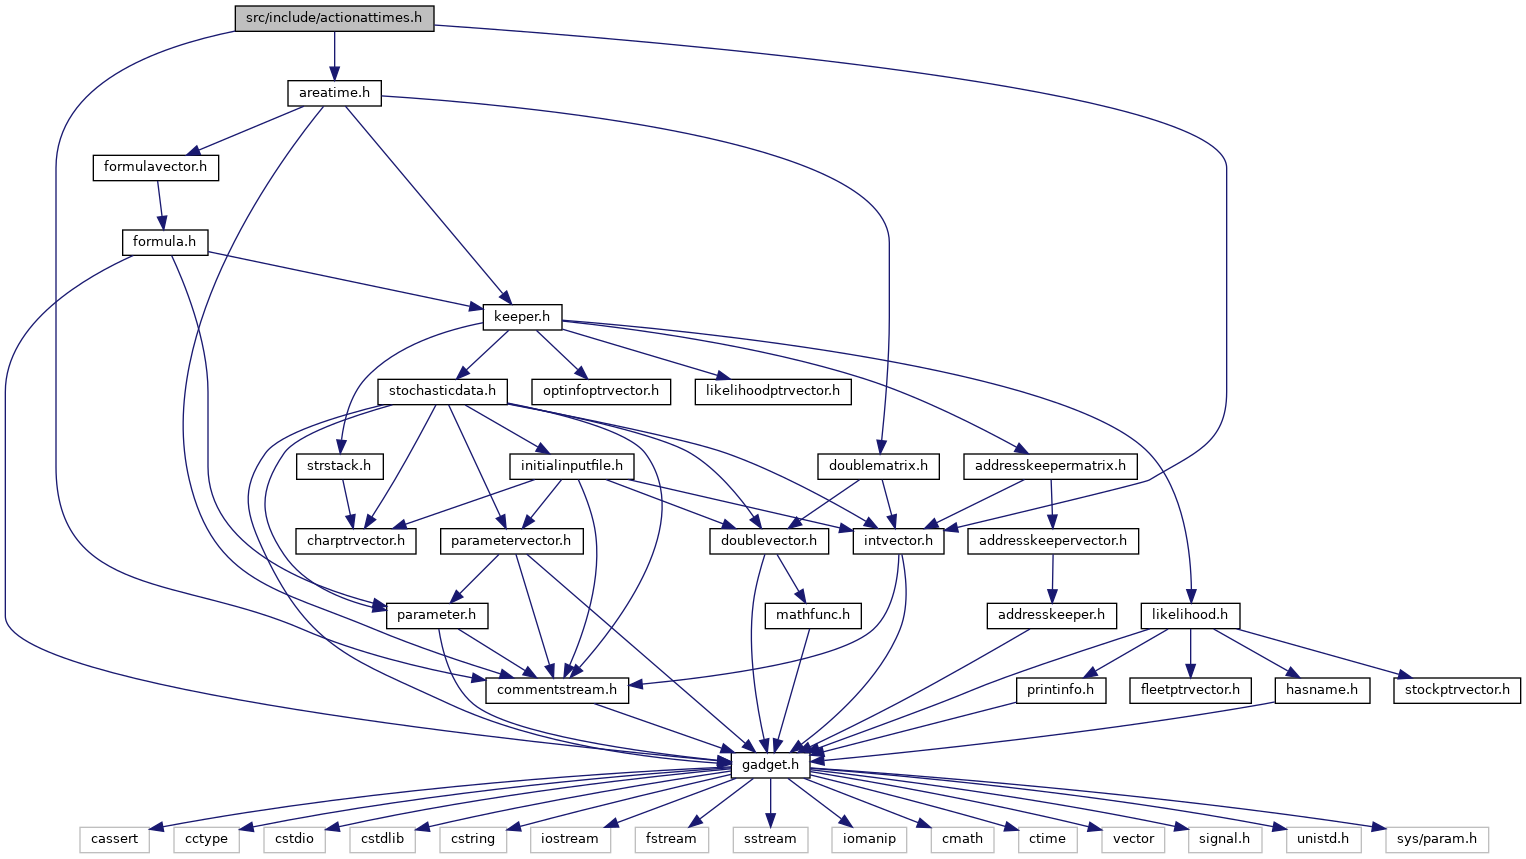 src/include/actionattimes.h
areatime.h
formulavector.h
formula.h
keeper.h
stochasticdata.h
optinfoptrvector.h
likelihoodptrvector.h
strstack.h
initialinputfile.h
doublematrix.h
addresskeepermatrix.h
charptrvector.h
parametervector.h
doublevector.h
intvector.h
addresskeepervector.h
parameter.h
mathfunc.h
addresskeeper.h
likelihood.h
commentstream.h
printinfo.h
fleetptrvector.h
hasname.h
stockptrvector.h
gadget.h
cassert
cctype
cstdio
cstdlib
cstring
iostream
fstream
sstream
iomanip
cmath
ctime
vector
signal.h
unistd.h
sys/param.h